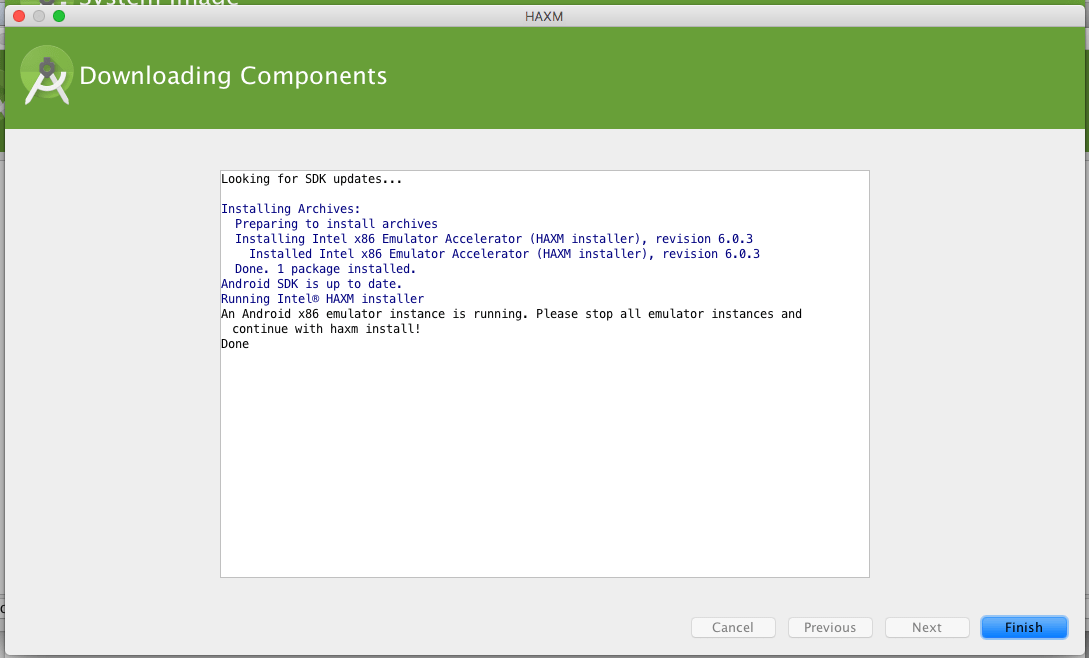 System Image
HAXM
Downloading Components
Looking for SDK updates...
Installing Archives:
Preparing to install archives
Installing Intel x86 Emulator Accelerator (HAXM installer), revision 6.0.3
Installed Intel x86 Emulator Accelerator (HAXM installer), revision 6.0.3
Done. 1 package installed.
Android SDK is up to date.
Running Intel® HAXM installer
An Android x86 emulator instance is running. Please stop all emulator instances and
continue with haxm install!
Done
Cancel Previous Next Finish